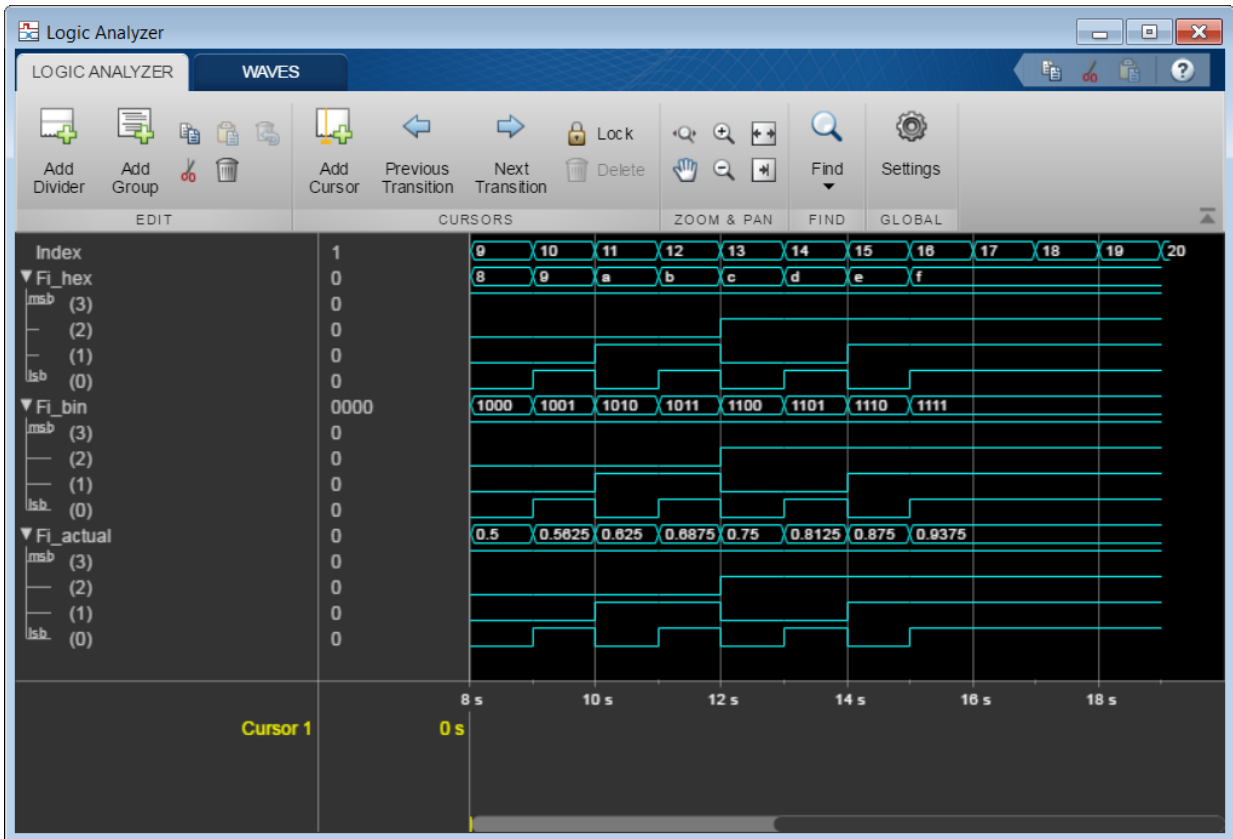 Logic Analyzer
LOGIC ANALYZER WAVES ?
Add Divider Add Group Add Cursor Previous Transition Next Transition Lock Delete Find Settings
EDIT CURSORS ZOOM & PAN FIND GLOBAL
Index 1 9 10 11 12 13 14 15 16 17 18 19 20
Fi_hex 0 8 9 a b c d e f
msb (3) 0
(2) 0
(1) 0
lsb (0) 0
Fi_bin 0000 1000 1001 1010 1011 1100 1101 1110 1111
msb (3) 0
(2) 0
(1) 0
lsb (0) 0
Fi_actual 0 0.5 0.5625 0.625 0.6875 0.75 0.8125 0.875 0.9375
msb (3) 0
(2) 0
(1) 0
lsb (0) 0
8 s 10 s 12 s 14 s 16 s 18 s
Cursor 1 0 s